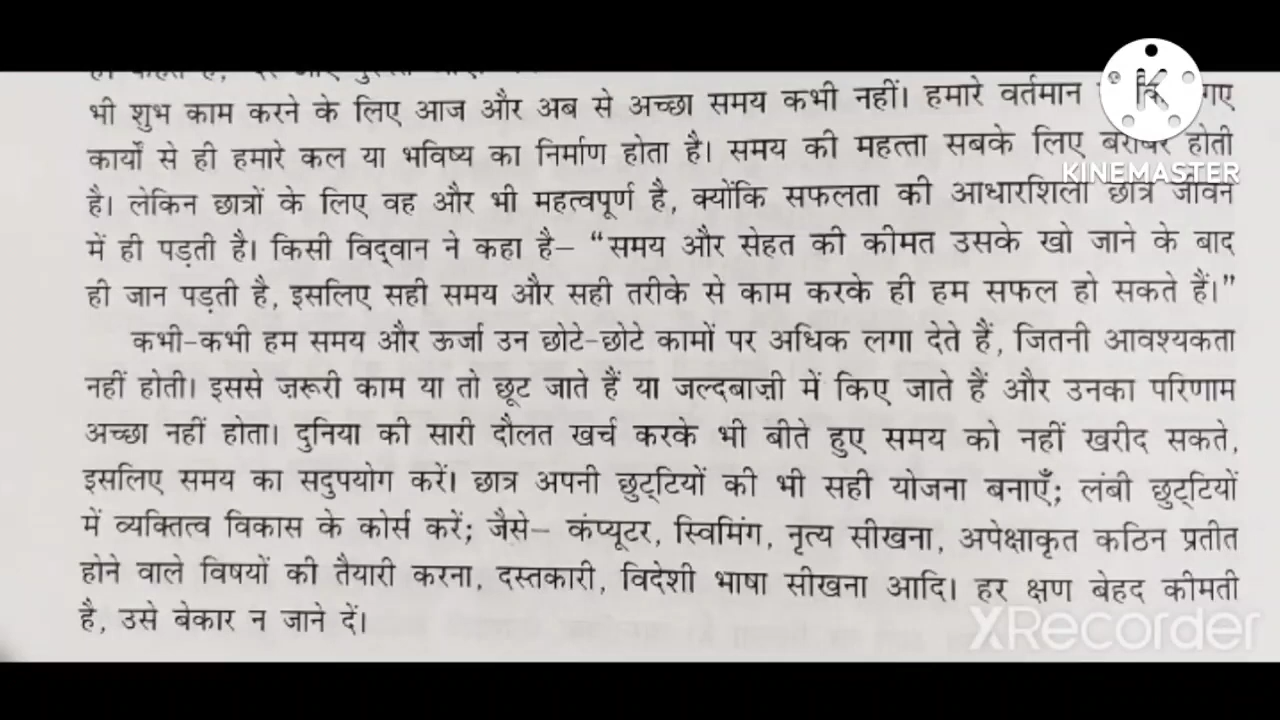 भी शुभ काम करने के लिए आज और अब से अच्छा समय कभी नहीं। हमारे वर्तमान गए
कार्यों से ही हमारे कल या भविष्य का निर्माण होता है। समय की महत्ता सबके लिए बराबर होती
है। लेकिन छात्रों के लिए वह और भी महत्वपूर्ण है, क्योंकि सफलता की आधारशिला छात्र जीवन
में ही पड़ती है। किसी विद्‌वान ने कहा है– “समय और सेहत की कीमत उसके खो जाने के बाद
ही जान पड़ती है, इसलिए सही समय और सही तरीके से काम करके ही हम सफल हो सकते हैं।”
कभी-कभी हम समय और ऊर्जा उन छोटे-छोटे कामों पर अधिक लगा देते हैं, जितनी आवश्यकता
नहीं होती। इससे ज़रूरी काम या तो छूट जाते हैं या जल्दबाज़ी में किए जाते हैं और उनका परिणाम
अच्छा नहीं होता। दुनिया की सारी दौलत खर्च करके भी बीते हुए समय को नहीं खरीद सकते,
इसलिए समय का सदुपयोग करें। छात्र अपनी छुट्‌टियों की भी सही योजना बनाएँ; लंबी छुट्‌टियों
में व्यक्तित्व विकास के कोर्स करें; जैसे– कंप्यूटर, स्विमिंग, नृत्य सीखना, अपेक्षाकृत कठिन प्रतीत
होने वाले विषयों की तैयारी करना, दस्तकारी, विदेशी भाषा सीखना आदि। हर क्षण बेहद कीमती
है, उसे बेकार न जाने दें।
KINEMASTER
XRecorder